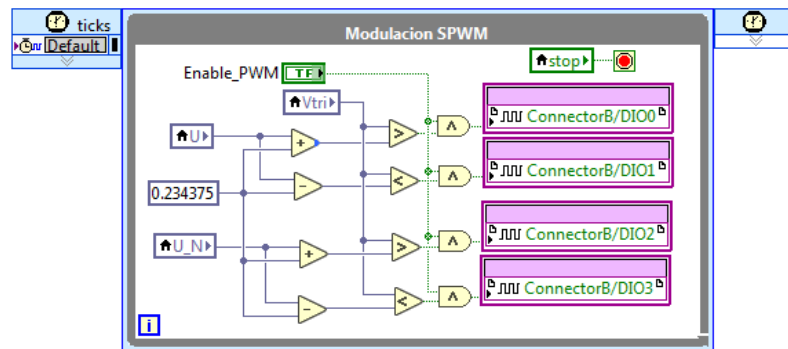 ticks
Default
Modulacion SPWM
stop
Enable_PWM
TF
Vtri
ConnectorB/DIO0
U
+
>
∧
ConnectorB/DIO1
-
<
∧
0.234375
ConnectorB/DIO2
U_N
+
>
∧
ConnectorB/DIO3
-
<
∧
i